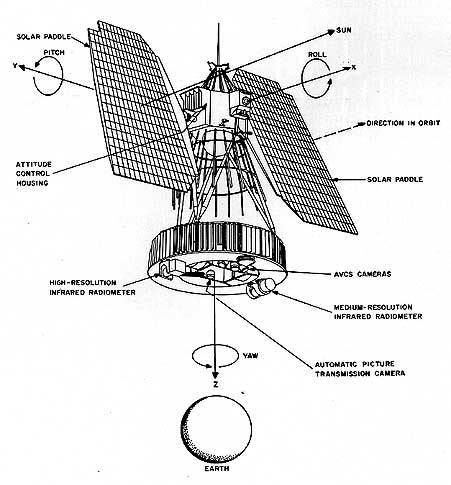 SOLAR PADDLE
PITCH
Y
SUN
ROLL
X
DIRECTION IN ORBIT
ATTITUDE
CONTROL
HOUSING
SOLAR PADDLE
AVCS CAMERAS
HIGH-RESOLUTION
INFRARED RADIOMETER
MEDIUM-RESOLUTION
INFRARED RADIOMETER
YAW
AUTOMATIC PICTURE
TRANSMISSION CAMERA
Z
EARTH